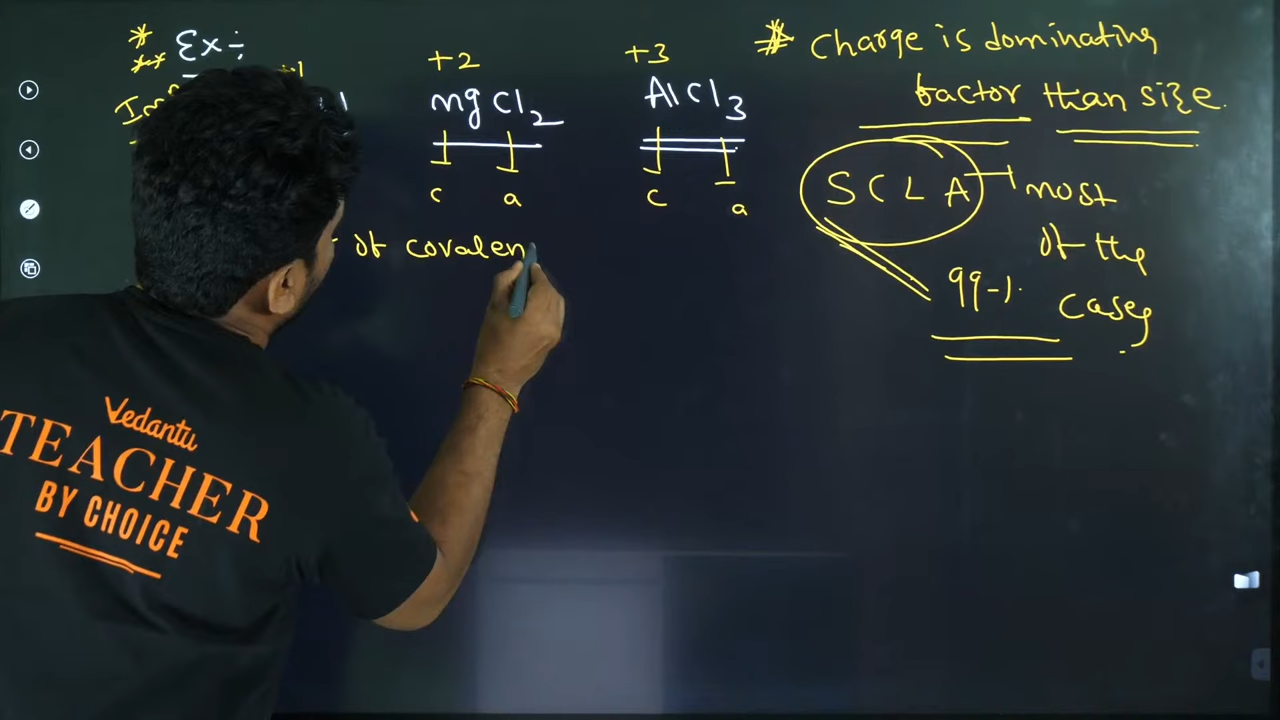 * Ex ÷
**
+2
+3
mgCl2
AlCl3
c a
c a
of covalen
* Charge is dominating
factor than size.
SCLA
most
of the
cases
99-1.
Vedantu
TEACHER
BY CHOICE